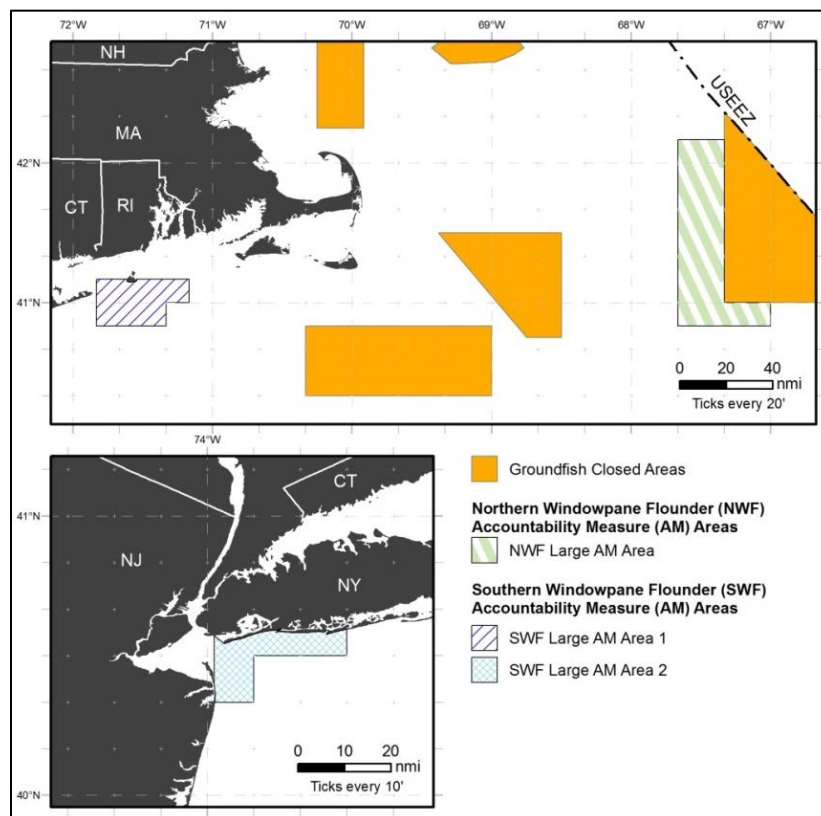 72°W 71°W 70°W 69°W 68°W 67°W
NH
USEEZ
MA
42°N
CT RI
41°N
0 20 40
nmi
Ticks every 20'
74°W
CT
41°N
NJ
NY
0 10 20
nmi
Ticks every 10'
40°N
Groundfish Closed Areas
Northern Windowpane Flounder (NWF)
Accountability Measure (AM) Areas
NWF Large AM Area
Southern Windowpane Flounder (SWF)
Accountability Measure (AM) Areas
SWF Large AM Area 1
SWF Large AM Area 2